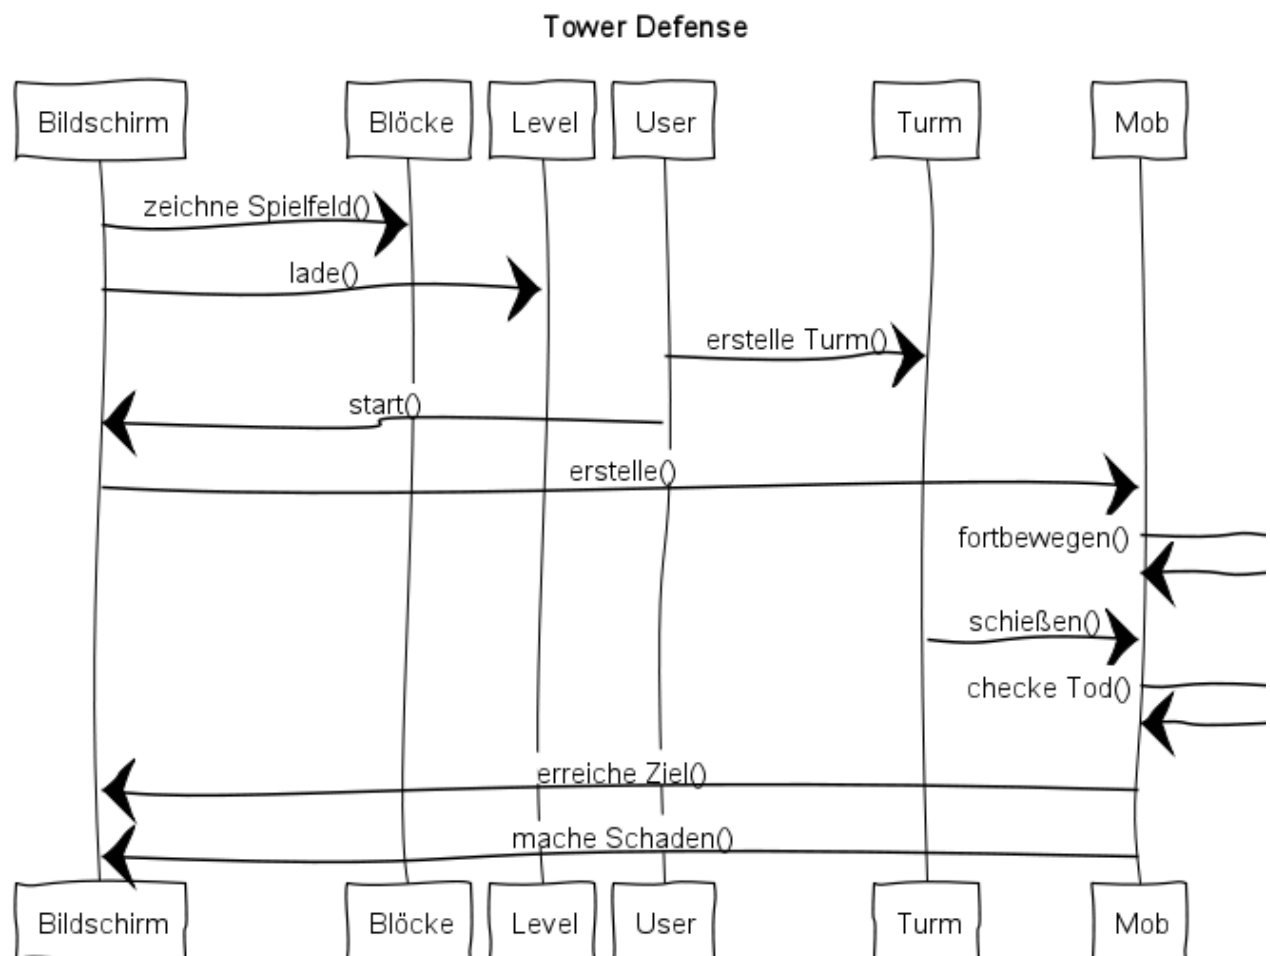 Tower Defense
Bildschirm
Blöcke
Level
User
Turm
Mob
zeichne Spielfeld()
lade()
erstelle Turm()
start()
erstelle()
fortbewegen()
schießen()
checke Tod()
erreiche Ziel()
mache Schaden()
Bildschirm
Blöcke
Level
User
Turm
Mob